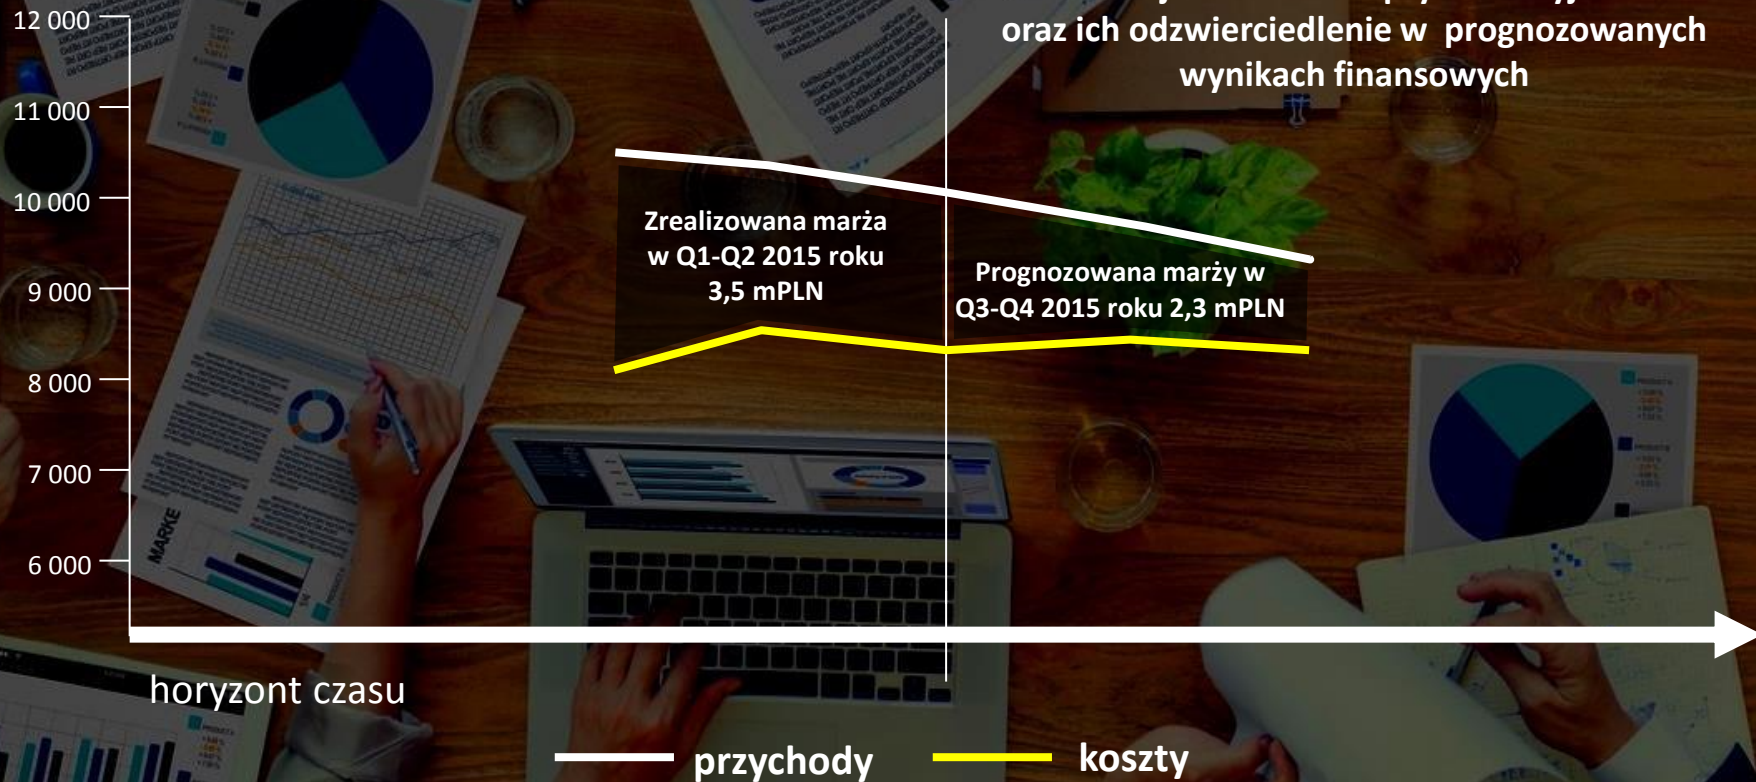 oraz ich odzwierciedlenie w prognozowanych
wynikach finansowych
12 000
11 000
10 000
9 000
8 000
7 000
6 000
Zrealizowana marża
w Q1-Q2 2015 roku
3,5 mPLN
Prognozowana marży w
Q3-Q4 2015 roku 2,3 mPLN
MARKE
horyzont czasu
przychody
koszty